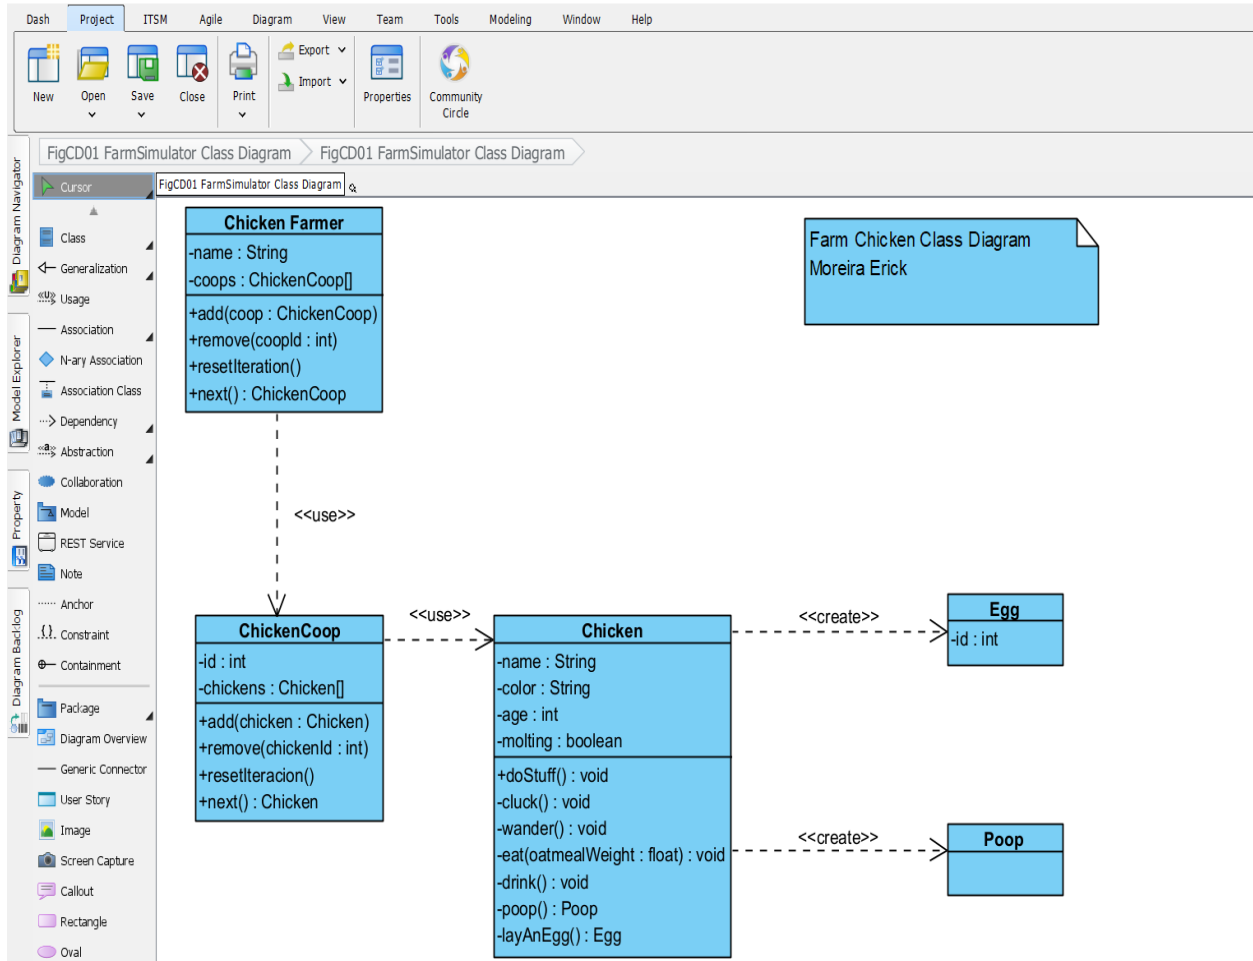 Dash Project ITSM Agile Diagram View Team Tools Modeling Window Help
New Open Save Close Print Export Import Properties Community Circle
FigCD01 FarmSimulator Class Diagram FigCD01 FarmSimulator Class Diagram
FigCD01 FarmSimulator Class Diagram
Diagram Navigator
Model Explorer
Property
Diagram Backlog
Cursor
Class
Generalization
«U» Usage
Association
N-ary Association
Association Class
Dependency
«a» Abstraction
Collaboration
Model
REST Service
Note
Anchor
{} Constraint
Containment
Package
Diagram Overview
Generic Connector
User Story
Image
Screen Capture
Callout
Rectangle
Oval
Chicken Farmer
-name : String
-coops : ChickenCoop[]
+add(coop : ChickenCoop)
+remove(coopId : int)
+resetIteration()
+next() : ChickenCoop
Farm Chicken Class Diagram
Moreira Erick
<<use>>
ChickenCoop
-id : int
-chickens : Chicken[]
+add(chicken : Chicken)
+remove(chickenId : int)
+resetIteracion()
+next() : Chicken
<<use>>
Chicken
-name : String
-color : String
-age : int
-molting : boolean
+doStuff() : void
-cluck() : void
-wander() : void
-eat(oatmealWeight : float) : void
-drink() : void
-poop() : Poop
-layAnEgg() : Egg
<<create>>
Egg
-id : int
<<create>>
Poop